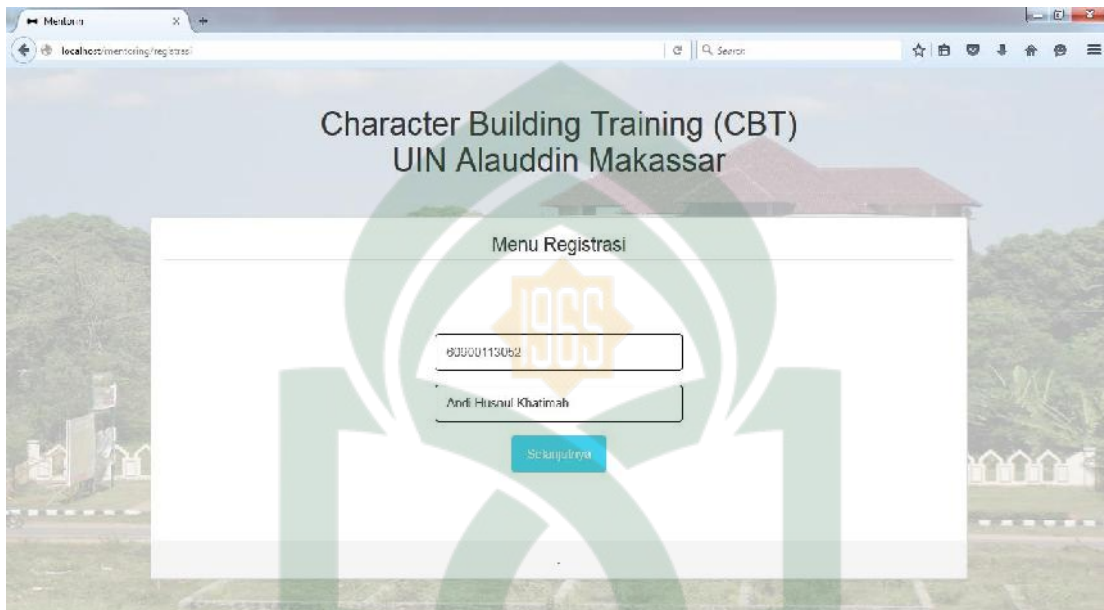 Mentorin
localhost/mentoring/registrasi
Search
Character Building Training (CBT)
UIN Alauddin Makassar
Menu Registrasi
1965
60900113052
Andi Husnul Khatimah
Selanjutnya